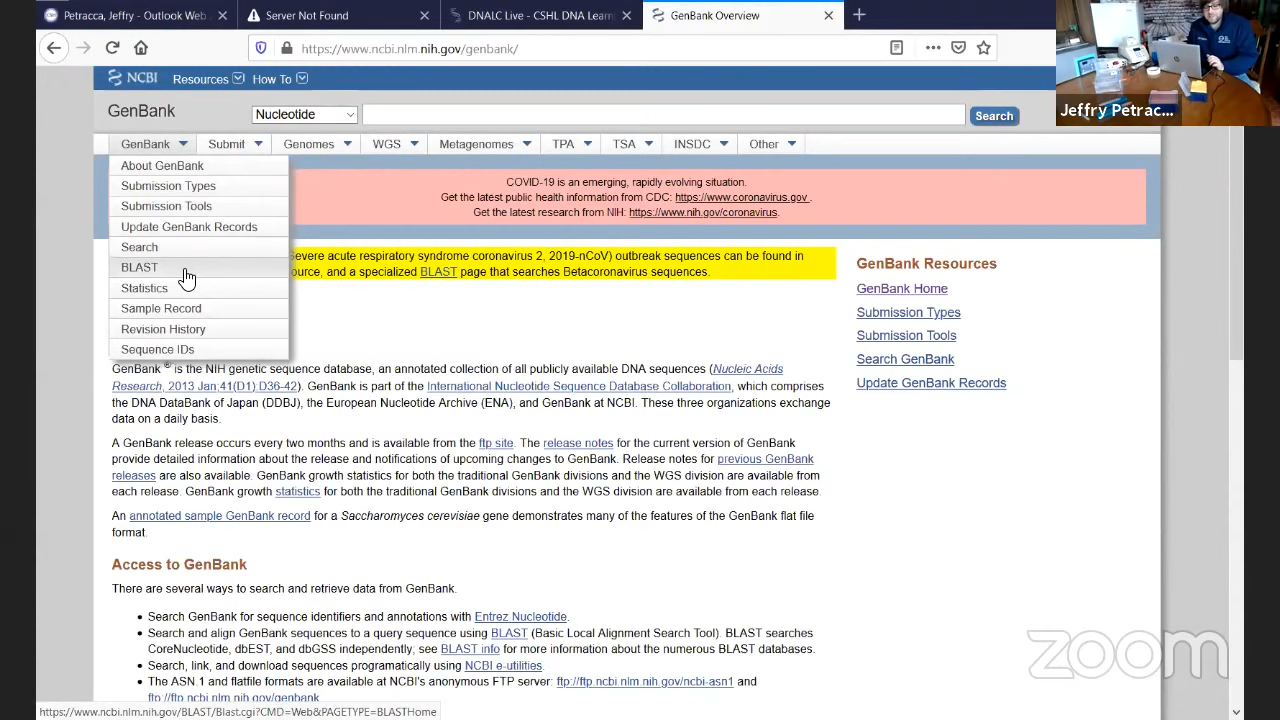 Petracca, Jeffry - Outlook Web
Server Not Found
DNALC Live - CSHL DNA Learn
GenBank Overview
https://www.ncbi.nlm.nih.gov/genbank/
Jeffry Petrac...
NCBI Resources How To
GenBank Nucleotide Search
GenBank Submit Genomes WGS Metagenomes TPA TSA INSDC Other
About GenBank
Submission Types
Submission Tools
Update GenBank Records
Search
BLAST
Statistics
Sample Record
Revision History
Sequence IDs
COVID-19 is an emerging, rapidly evolving situation.
Get the latest public health information from CDC: https://www.coronavirus.gov .
Get the latest research from NIH: https://www.nih.gov/coronavirus.
evere acute respiratory syndrome coronavirus 2, 2019-nCoV) outbreak sequences can be found in
ource, and a specialized BLAST page that searches Betacoronavirus sequences.
GenBank ® is the NIH genetic sequence database, an annotated collection of all publicly available DNA sequences (Nucleic Acids
Research, 2013 Jan;41(D1):D36-42). GenBank is part of the International Nucleotide Sequence Database Collaboration, which comprises
the DNA DataBank of Japan (DDBJ), the European Nucleotide Archive (ENA), and GenBank at NCBI. These three organizations exchange
data on a daily basis.
A GenBank release occurs every two months and is available from the ftp site. The release notes for the current version of GenBank
provide detailed information about the release and notifications of upcoming changes to GenBank. Release notes for previous GenBank
releases are also available. GenBank growth statistics for both the traditional GenBank divisions and the WGS division are available from
each release. GenBank growth statistics for both the traditional GenBank divisions and the WGS division are available from each release.
An annotated sample GenBank record for a Saccharomyces cerevisiae gene demonstrates many of the features of the GenBank flat file
format.
Access to GenBank
There are several ways to search and retrieve data from GenBank.
• Search GenBank for sequence identifiers and annotations with Entrez Nucleotide.
• Search and align GenBank sequences to a query sequence using BLAST (Basic Local Alignment Search Tool). BLAST searches
CoreNucleotide, dbEST, and dbGSS independently; see BLAST info for more information about the numerous BLAST databases.
• Search, link, and download sequences programatically using NCBI e-utilities.
• The ASN.1 and flatfile formats are available at NCBI's anonymous FTP server: ftp://ftp.ncbi.nlm.nih.gov/ncbi-asn1 and
ftp://ftp.ncbi.nlm.nih.gov/genbank
GenBank Resources
GenBank Home
Submission Types
Submission Tools
Search GenBank
Update GenBank Records
https://www.ncbi.nlm.nih.gov/BLAST/Blast.cgi?CMD=Web&PAGETYPE=BLASTHome
zoom